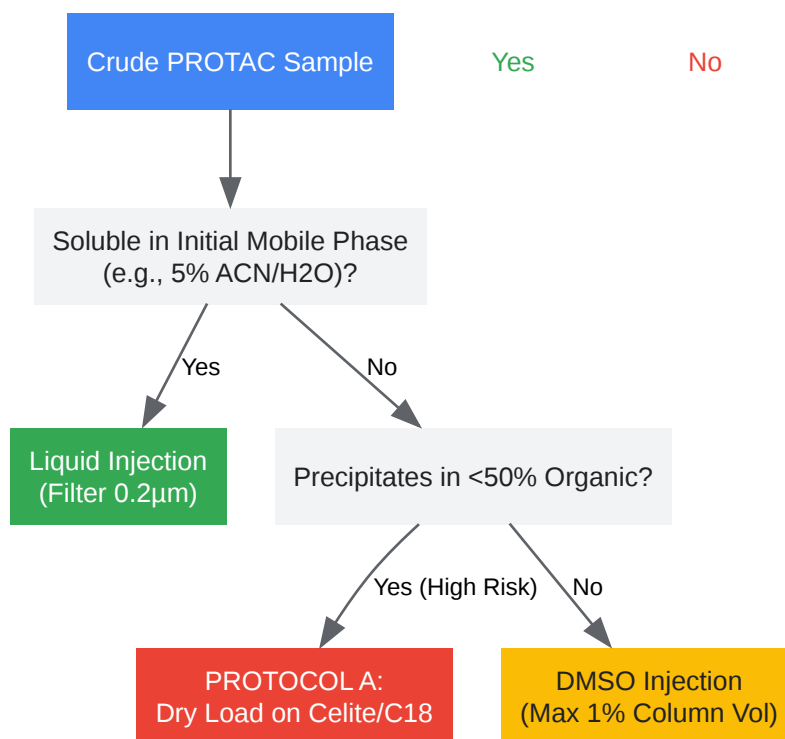 Crude PROTAC Sample
Yes
No
Soluble in Initial Mobile Phase
(e.g., 5% ACN/H2O)?
Yes
No
Liquid Injection
(Filter 0.2µm)
Precipitates in <50% Organic?
Yes (High Risk)
No
PROTOCOL A:
Dry Load on Celite/C18
DMSO Injection
(Max 1% Column Vol)